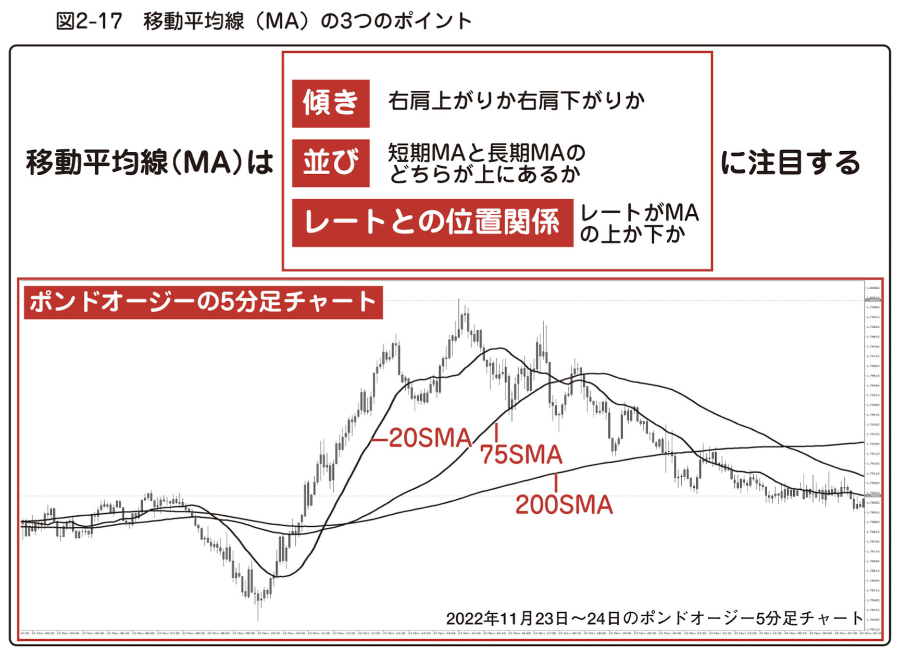 図2-17　移動平均線（MA）の3つのポイント
移動平均線（MA）は
傾き 右肩上がりか右肩下がりか
並び 短期MAと長期MAの
どちらが上にあるか
レートとの位置関係 レートがMA
の上か下か
に注目する
ポンドオージーの5分足チャート
20SMA
75SMA
200SMA
2022年11月23日〜24日のポンドオージー5分足チャート